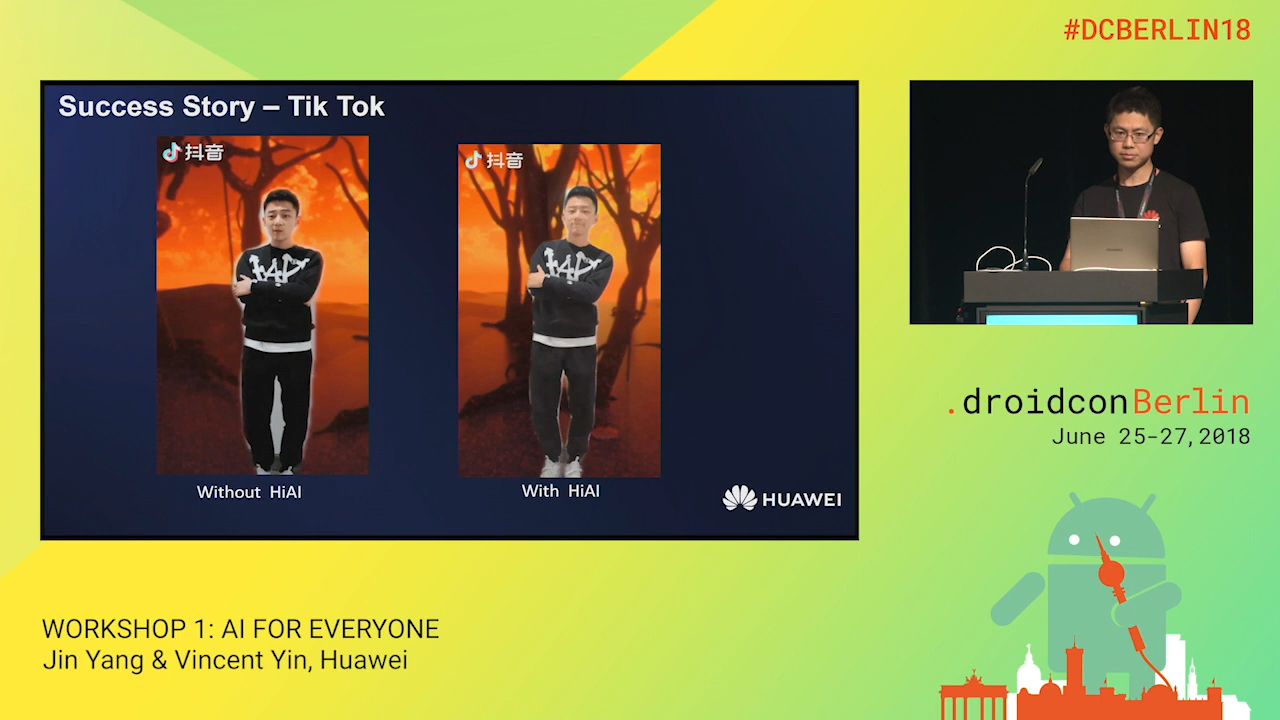 #DCBERLIN18
Success Story – Tik Tok
抖音
抖音
Without HiAI
With HiAI
HUAWEI
.droidconBerlin
June 25-27,2018
WORKSHOP 1: AI FOR EVERYONE
Jin Yang & Vincent Yin, Huawei